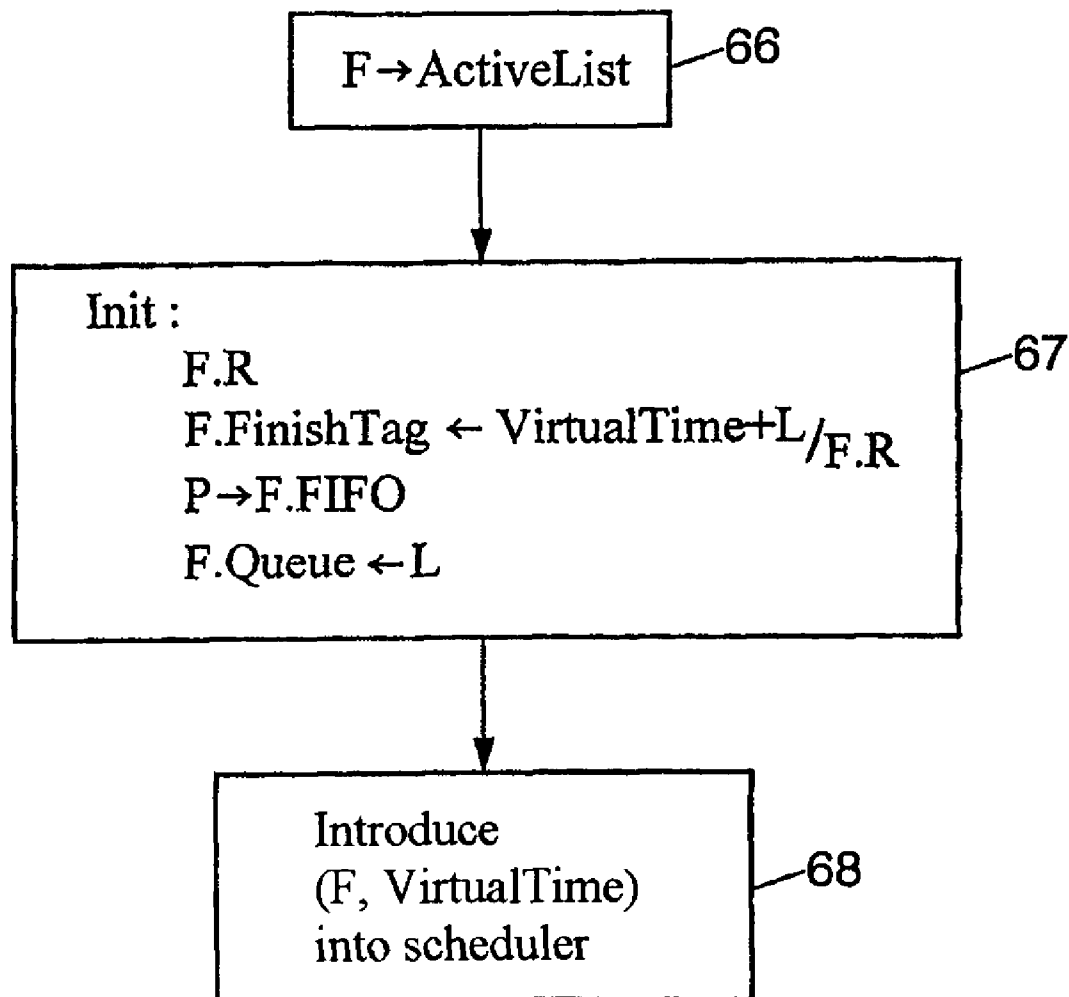 F→ActiveList
66
Init :
F.R
F.FinishTag ← VirtualTime+L/F.R
P→F.FIFO
F.Queue ←L
67
Introduce
(F, VirtualTime)
into scheduler
68